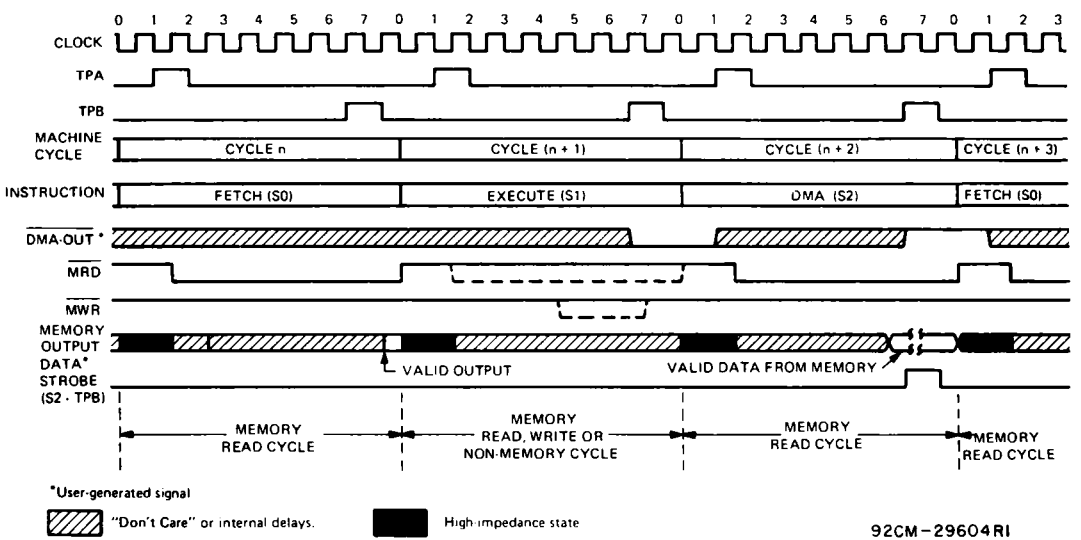 0 1 2 3 4 5 6 7 0 1 2 3 4 5 6 7 0 1 2 3 4 5 6 7 0 1 2 3
CLOCK
TPA
TPB
MACHINE
CYCLE
CYCLE n
CYCLE (n + 1)
CYCLE (n + 2)
CYCLE (n + 3)
INSTRUCTION
FETCH (S0)
EXECUTE (S1)
DMA (S2)
FETCH (S0)
DMA-OUT *
MRD
MWR
MEMORY
OUTPUT
VALID OUTPUT
VALID DATA FROM MEMORY
DATA*
STROBE
(S2 · TPB)
MEMORY
READ CYCLE
MEMORY
READ, WRITE OR
NON-MEMORY CYCLE
MEMORY
READ CYCLE
MEMORY
READ CYCLE
*User-generated signal
"Don't Care" or internal delays.
High-impedance state
92CM-29604RI